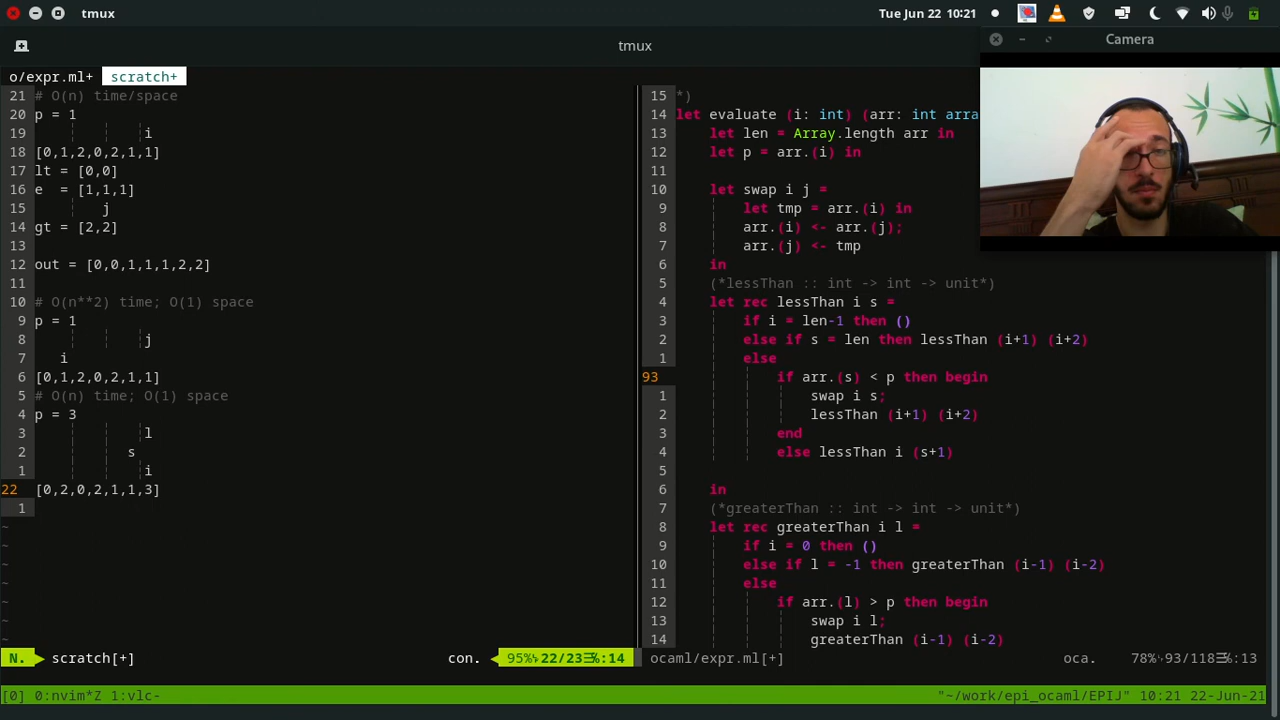 tmux
Tue Jun 22 10:21
tmux
Camera
o/expr.ml+ scratch+
21 # O(n) time/space
20 p = 1
19 i
18 [0,1,2,0,2,1,1]
17 lt = [0,0]
16 e = [1,1,1]
15 j
14 gt = [2,2]
13
12 out = [0,0,1,1,1,2,2]
11
10 # O(n**2) time; O(1) space
9 p = 1
8 j
7 i
6 [0,1,2,0,2,1,1]
5 # O(n) time; O(1) space
4 p = 3
3 l
2 s
1 i
22 [0,2,0,2,1,1,3]
1
~
~
~
~
~
~
~
N. scratch[+] con. 95% 22/23 %:14
15 *)
14 let evaluate (i: int) (arr: int arra
13 let len = Array.length arr in
12 let p = arr.(i) in
11
10 let swap i j =
9 let tmp = arr.(i) in
8 arr.(i) <- arr.(j);
7 arr.(j) <- tmp
6 in
5 (*lessThan :: int -> int -> unit*)
4 let rec lessThan i s =
3 if i = len-1 then ()
2 else if s = len then lessThan (i+1) (i+2)
1 else
93 if arr.(s) < p then begin
1 swap i s;
2 lessThan (i+1) (i+2)
3 end
4 else lessThan i (s+1)
5
6 in
7 (*greaterThan :: int -> int -> unit*)
8 let rec greaterThan i l =
9 if i = 0 then ()
10 else if l = -1 then greaterThan (i-1) (i-2)
11 else
12 if arr.(l) > p then begin
13 swap i l;
14 greaterThan (i-1) (i-2)
ocaml/expr.ml[+] oca. 78% 93/118 %:13
[0] 0:nvim*Z 1:vlc- "~/work/epi_ocaml/EPIJ" 10:21 22-Jun-21